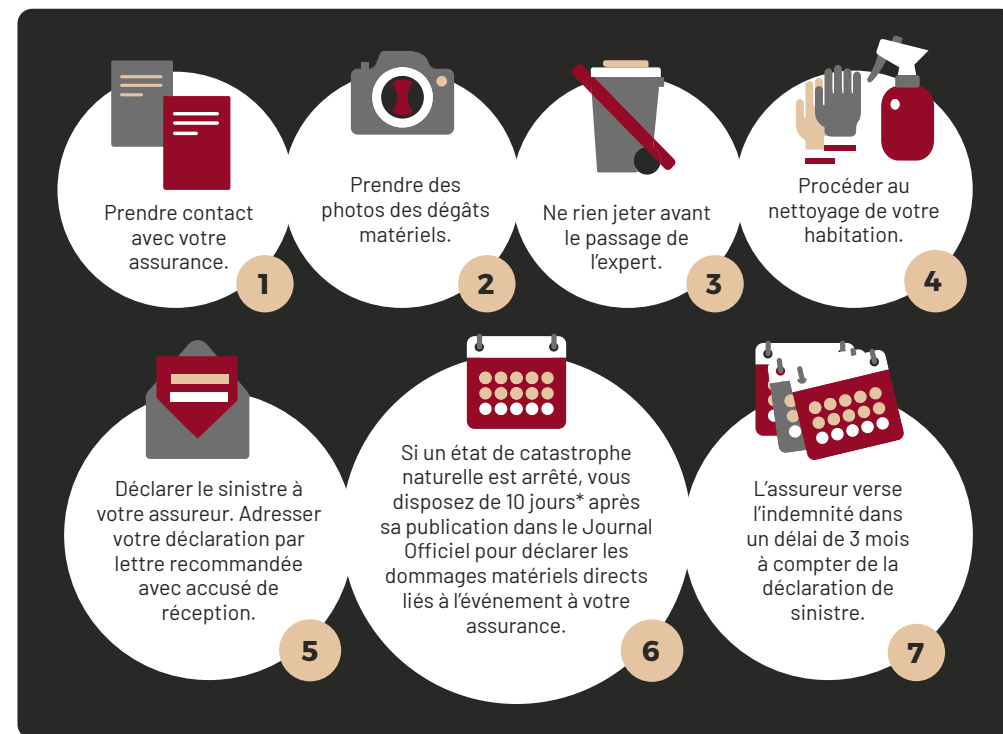 Prendre contact
avec votre
assurance.
1
Prendre des
photos des dégâts
matériels.
2
Ne rien jeter avant
le passage de
l'expert.
3
Procéder au
nettoyage de votre
habitation.
4
Déclarer le sinistre à
votre assureur. Adresser
votre déclaration par
lettre recommandée
avec accusé de
réception.
5
Si un état de catastrophe
naturelle est arrêté, vous
disposez de 10 jours* après
sa publication dans le Journal
Officiel pour déclarer les
dommages matériels directs
liés à l'événement à votre
assurance.
6
L'assureur verse
l'indemnité dans
un délai de 3 mois
à compter de la
déclaration de
sinistre.
7